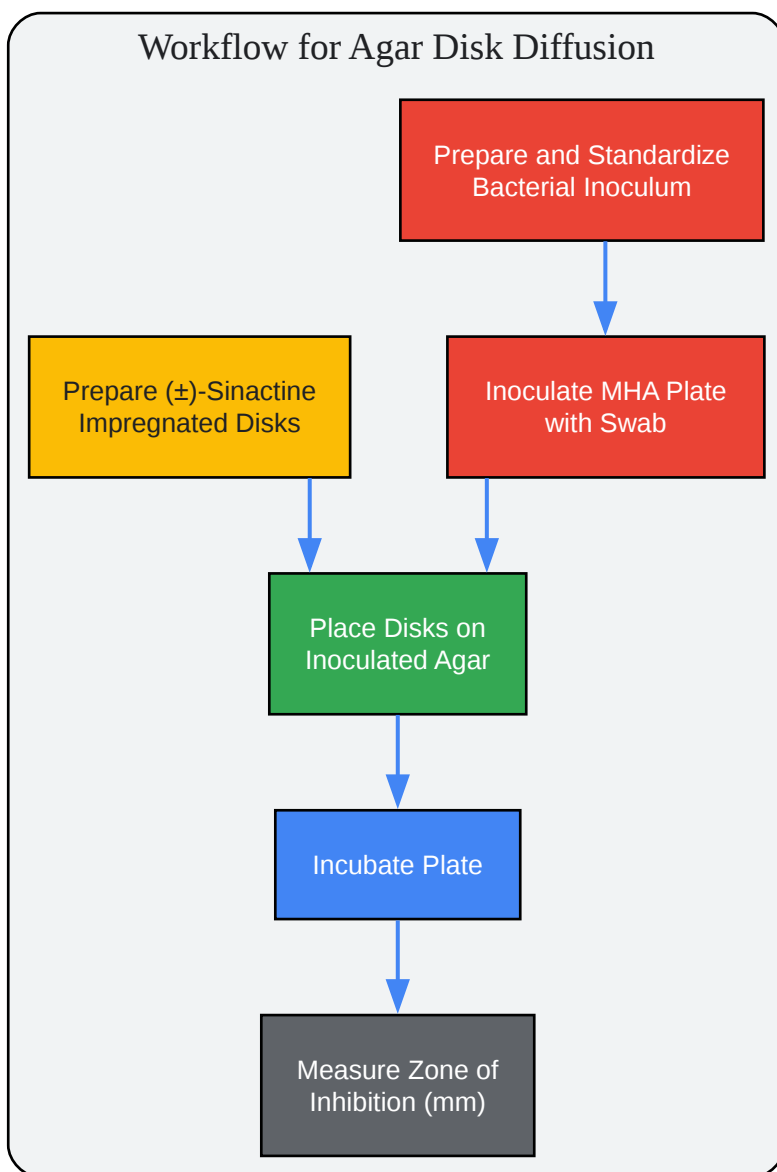 Workflow for Agar Disk Diffusion
Prepare and Standardize
Bacterial Inoculum
Prepare (±)-Sinactine
Impregnated Disks
Inoculate MHA Plate
with Swab
Place Disks on
Inoculated Agar
Incubate Plate
Measure Zone of
Inhibition (mm)